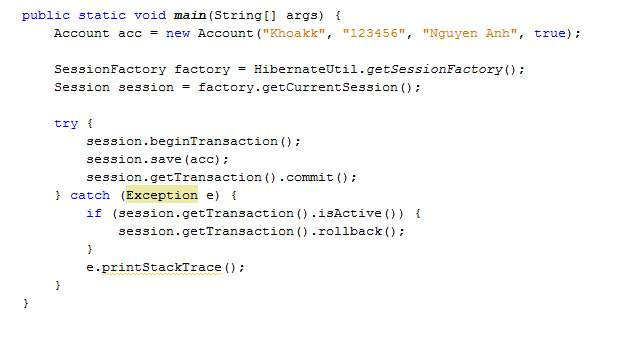 public static void main(String[] args) {
    Account acc = new Account("Khoakk", "123456", "Nguyen Anh", true);

    SessionFactory factory = HibernateUtil.getSessionFactory();
    Session session = factory.getCurrentSession();

    try {
        session.beginTransaction();
        session.save(acc);
        session.getTransaction().commit();
    } catch (Exception e) {
        if (session.getTransaction().isActive()) {
            session.getTransaction().rollback();
        }
        e.printStackTrace();
    }
}